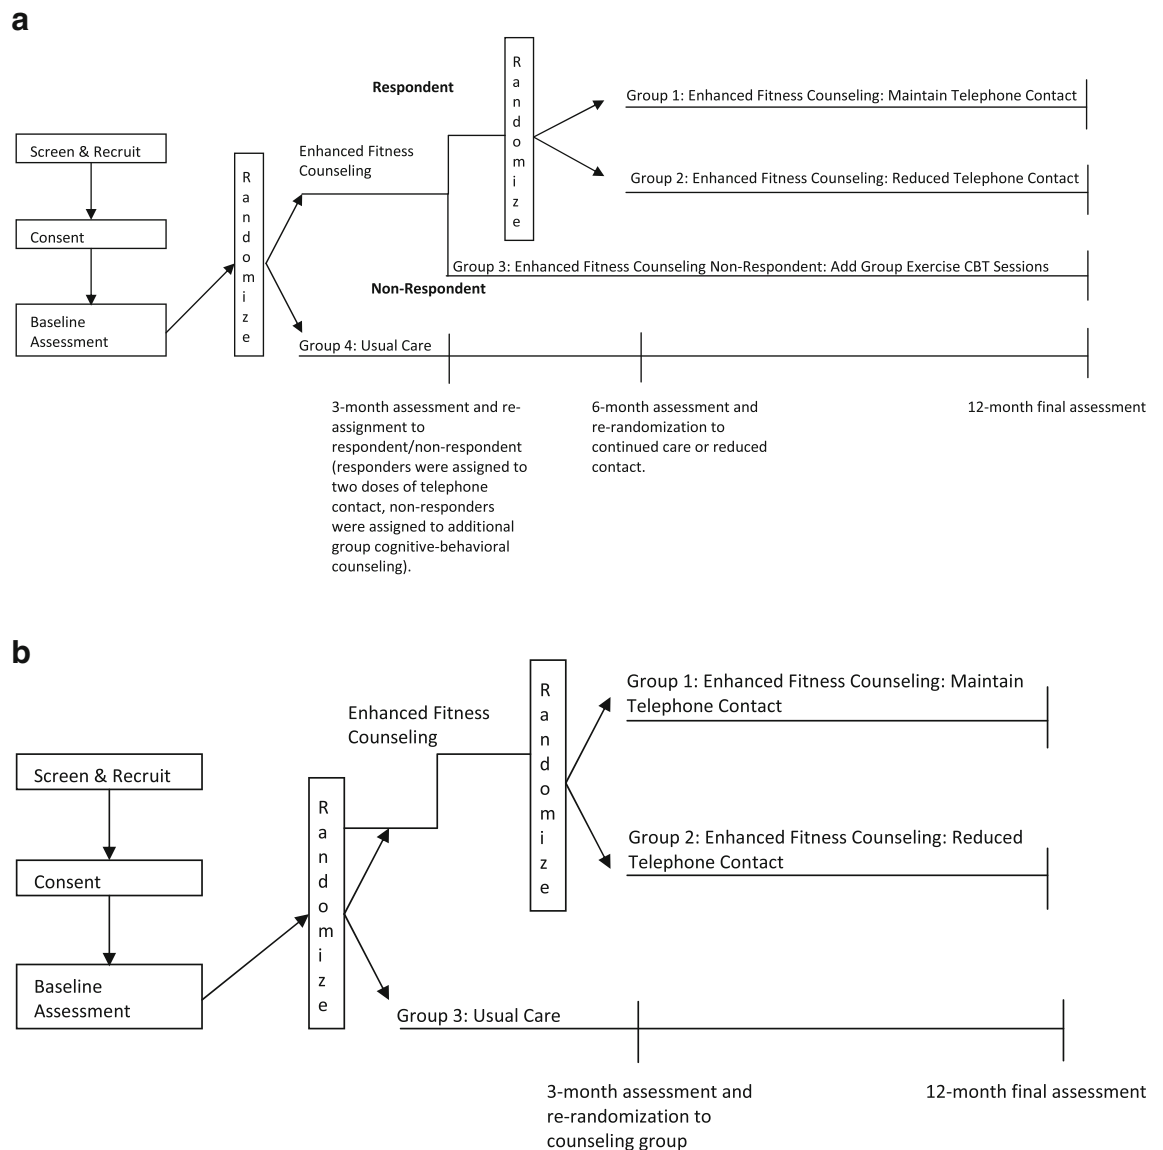 a
Respondent
Randomize
Group 1: Enhanced Fitness Counseling: Maintain Telephone Contact
Screen & Recruit
Enhanced Fitness
Counseling
Randomize
Group 2: Enhanced Fitness Counseling: Reduced Telephone Contact
Consent
Group 3: Enhanced Fitness Counseling Non-Respondent: Add Group Exercise CBT Sessions
Non-Respondent
Baseline
Assessment
Group 4: Usual Care
3-month assessment and re-
assignment to
respondent/non-respondent
(responders were assigned to
two doses of telephone
contact, non-responders
were assigned to additional
group cognitive-behavioral
counseling).
6-month assessment and
re-randomization to
continued care or reduced
contact.
12-month final assessment
b
Randomize
Group 1: Enhanced Fitness Counseling: Maintain
Telephone Contact
Enhanced Fitness
Counseling
Screen & Recruit
Randomize
Group 2: Enhanced Fitness Counseling: Reduced
Telephone Contact
Consent
Baseline
Assessment
Group 3: Usual Care
3-month assessment and
re-randomization to
counseling group
12-month final assessment